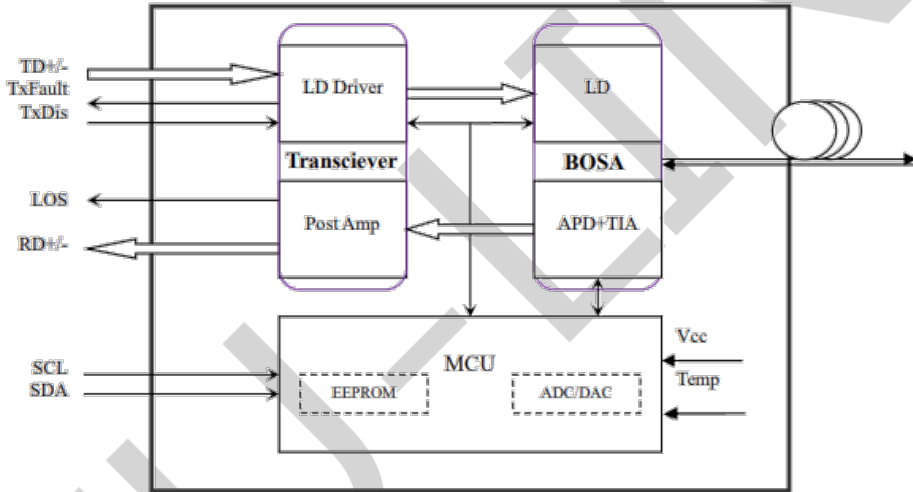 TD+/-
TxFault
TxDis
LD Driver
LD
Transciever
BOSA
LOS
Post Amp
APD+TIA
RD+/-
Vcc
SCL
MCU
Temp
SDA
EEPROM
ADC/DAC